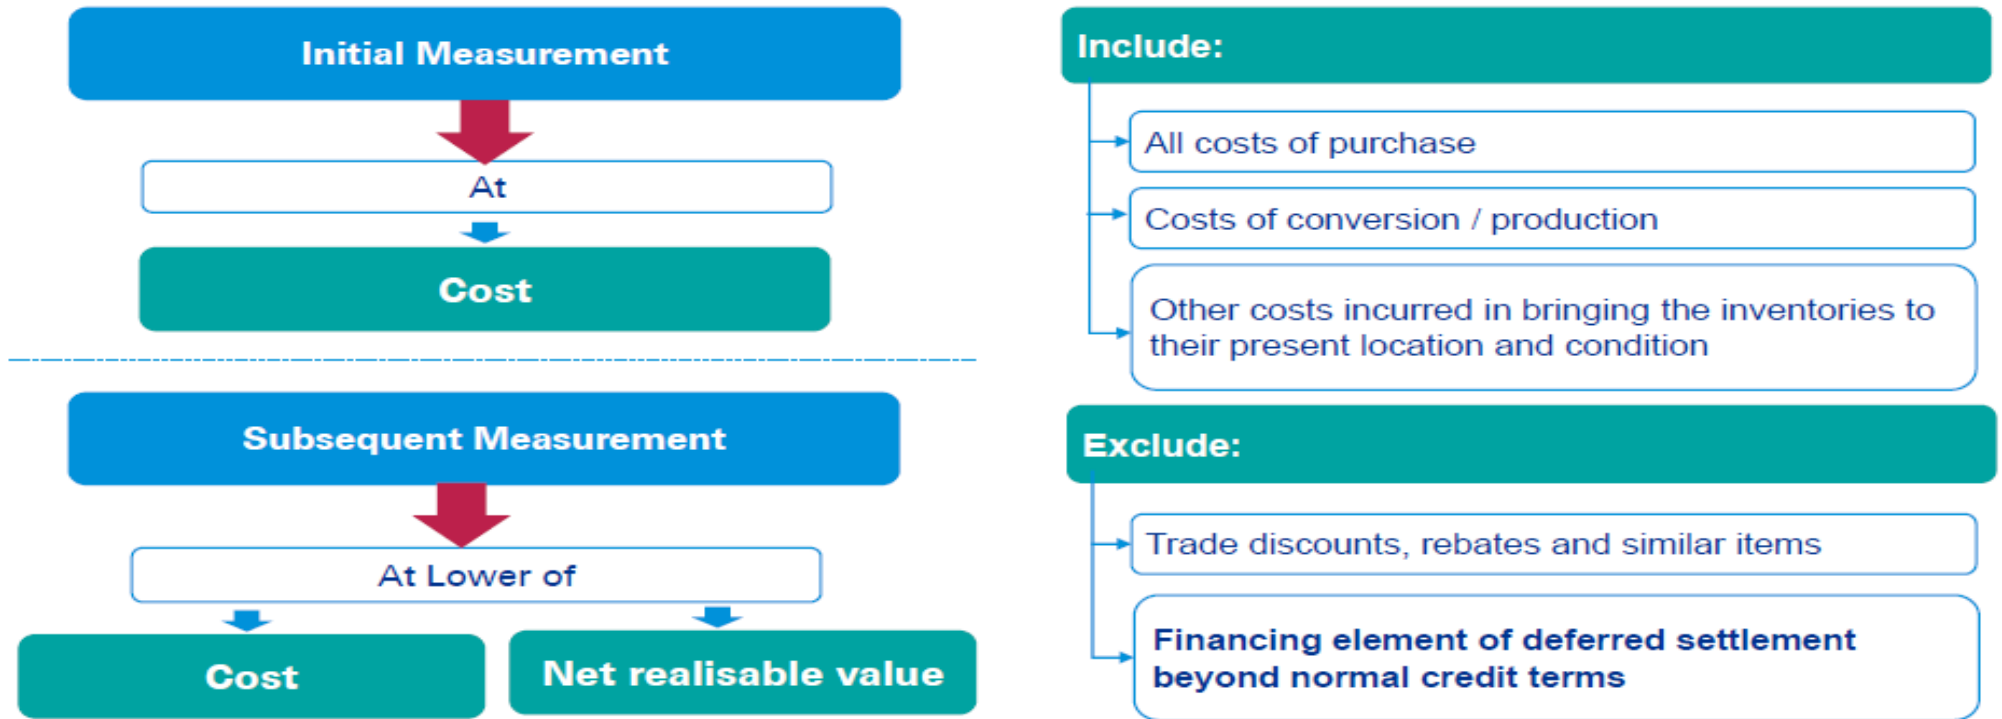 Initial Measurement
At
Cost
Subsequent Measurement
At Lower of
Cost
Net realisable value
Include:
All costs of purchase
Costs of conversion / production
Other costs incurred in bringing the inventories to
their present location and condition
Exclude:
Trade discounts, rebates and similar items
Financing element of deferred settlement
beyond normal credit terms